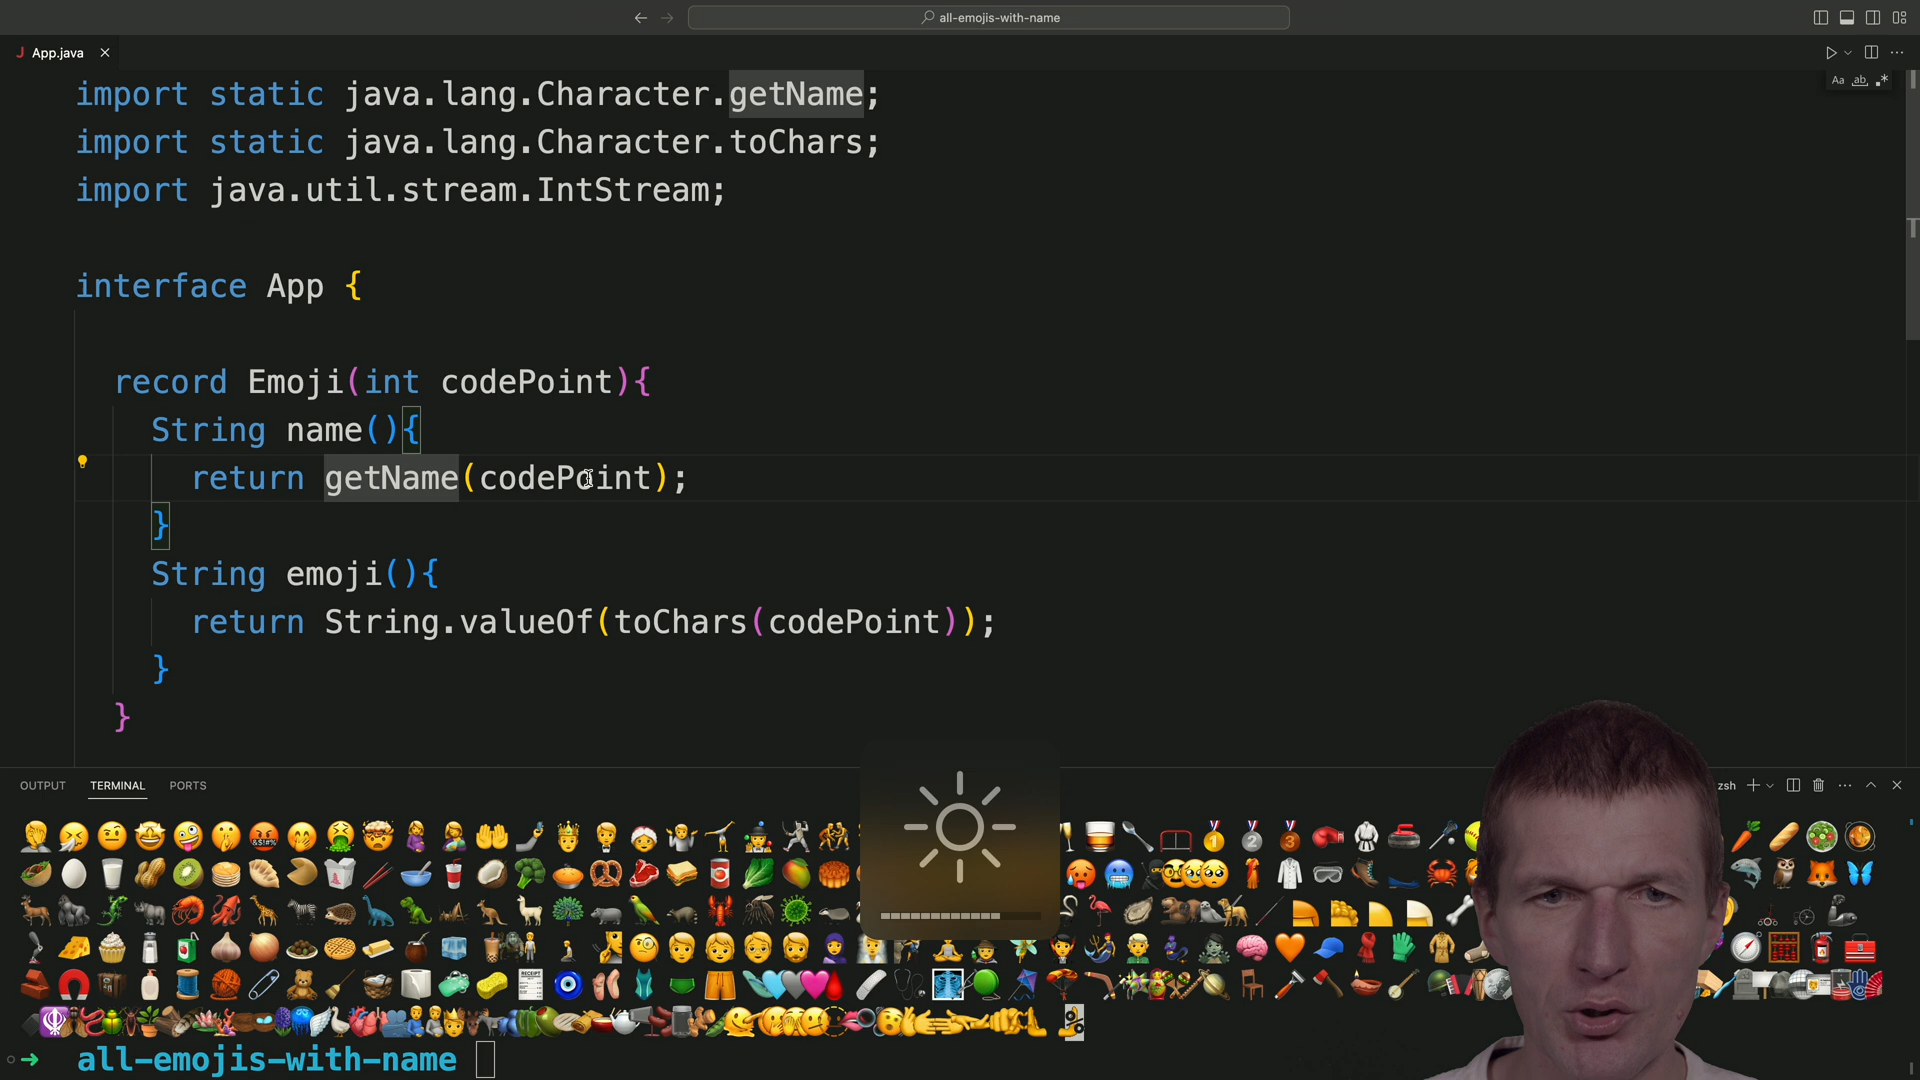 all-emojis-with-name
J App.java
Aa ab
import static java.lang.Character.getName;
import static java.lang.Character.toChars;
import java.util.stream.IntStream;
interface App {
record Emoji(int codePoint){
String name(){
return getName(codePoint);
}
String emoji(){
return String.valueOf(toChars(codePoint));
}
}
OUTPUT TERMINAL PORTS
zsh
all-emojis-with-name